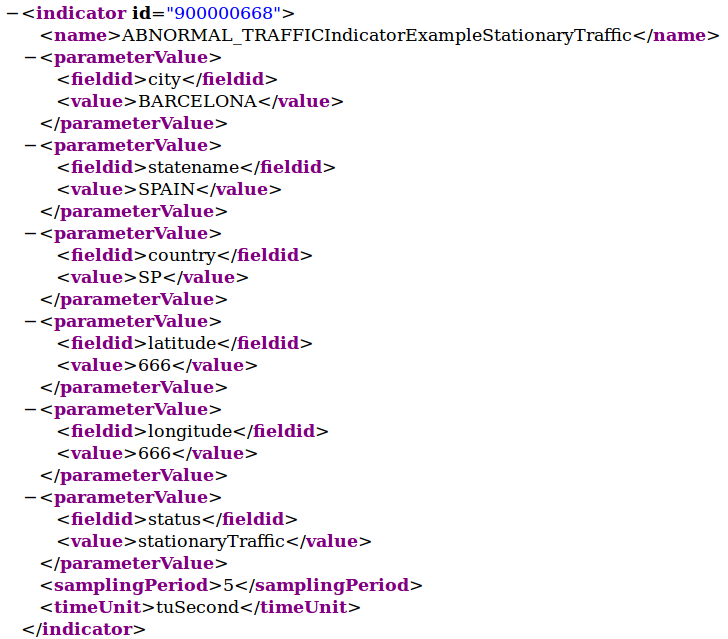 −<indicator id="900000668">
<name>ABNORMAL_TRAFFICIndicatorExampleStationaryTraffic</name>
−<parameterValue>
<fieldid>city</fieldid>
<value>BARCELONA</value>
</parameterValue>
−<parameterValue>
<fieldid>statename</fieldid>
<value>SPAIN</value>
</parameterValue>
−<parameterValue>
<fieldid>country</fieldid>
<value>SP</value>
</parameterValue>
−<parameterValue>
<fieldid>latitude</fieldid>
<value>666</value>
</parameterValue>
−<parameterValue>
<fieldid>longitude</fieldid>
<value>666</value>
</parameterValue>
−<parameterValue>
<fieldid>status</fieldid>
<value>stationaryTraffic</value>
</parameterValue>
<samplingPeriod>5</samplingPeriod>
<timeUnit>tuSecond</timeUnit>
</indicator>